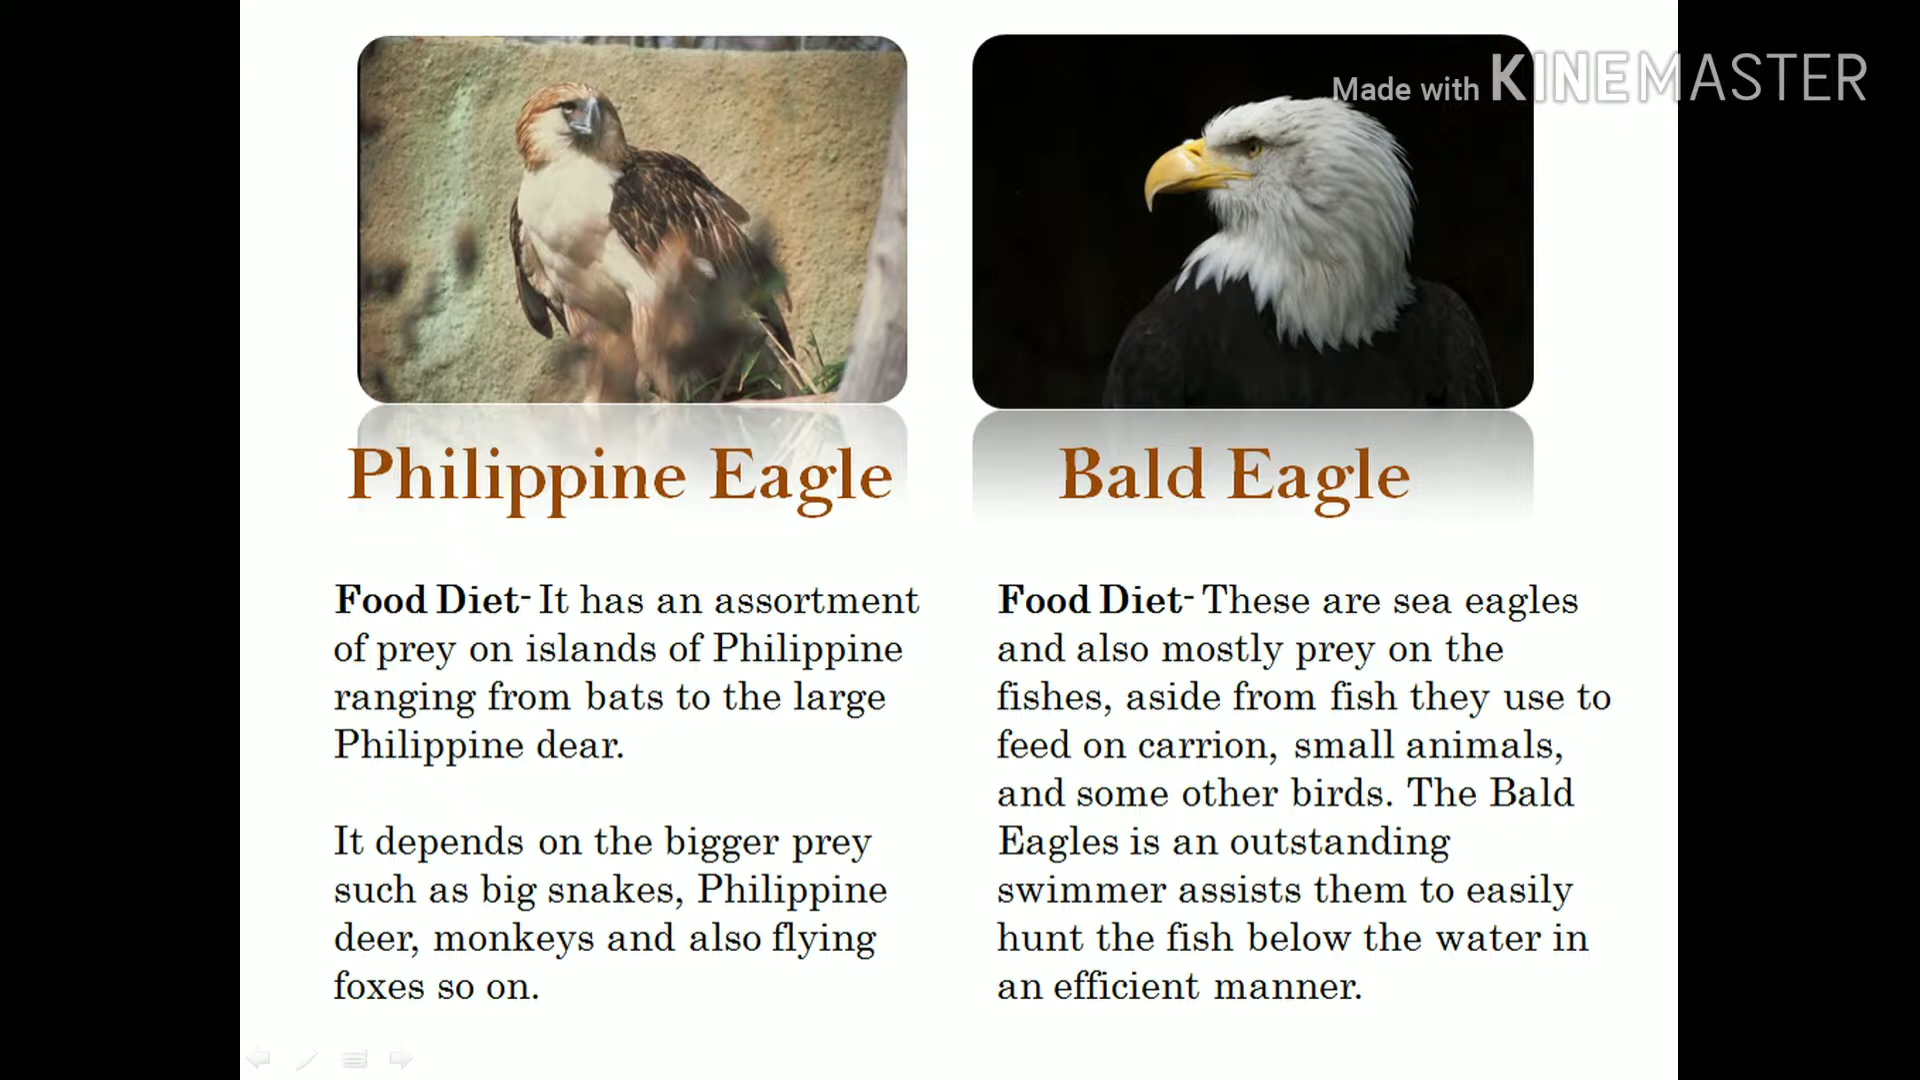 Made with KINEMASTER
Philippine Eagle
Food Diet- It has an assortment
of prey on islands of Philippine
ranging from bats to the large
Philippine dear.
It depends on the bigger prey
such as big snakes, Philippine
deer, monkeys and also flying
foxes so on.
Bald Eagle
Food Diet- These are sea eagles
and also mostly prey on the
fishes, aside from fish they use to
feed on carrion, small animals,
and some other birds. The Bald
Eagles is an outstanding
swimmer assists them to easily
hunt the fish below the water in
an efficient manner.